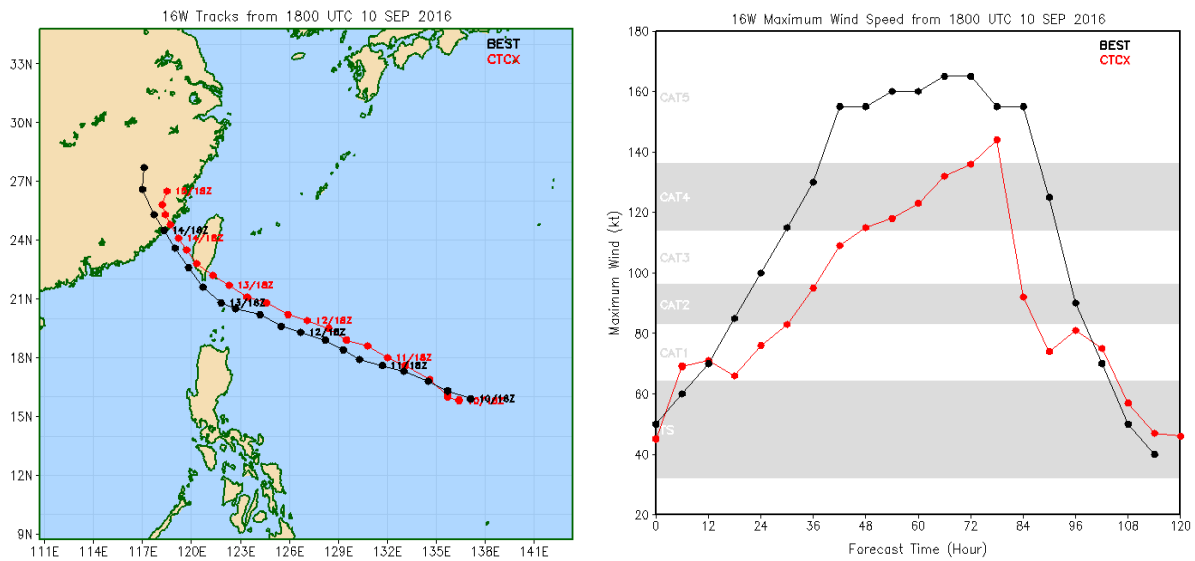 16W Tracks from 1800 UTC 10 SEP 2016
BEST
CTCX
33N
30N
27N
24N
21N
18N
15N
12N
9N
15/18Z
14/18Z
14/18Z
13/18Z
13/18Z
12/18Z
12/18Z
11/18Z
11/18Z
10/18Z
10/18Z
111E 114E 117E 120E 123E 126E 129E 132E 135E 138E 141E
16W Maximum Wind Speed from 1800 UTC 10 SEP 2016
BEST
CTCX
Maximum Wind (kt)
180
160
140
120
100
80
60
40
20
CAT5
CAT4
CAT3
CAT2
CAT1
TS
0 12 24 36 48 60 72 84 96 108 120
Forecast Time (Hour)